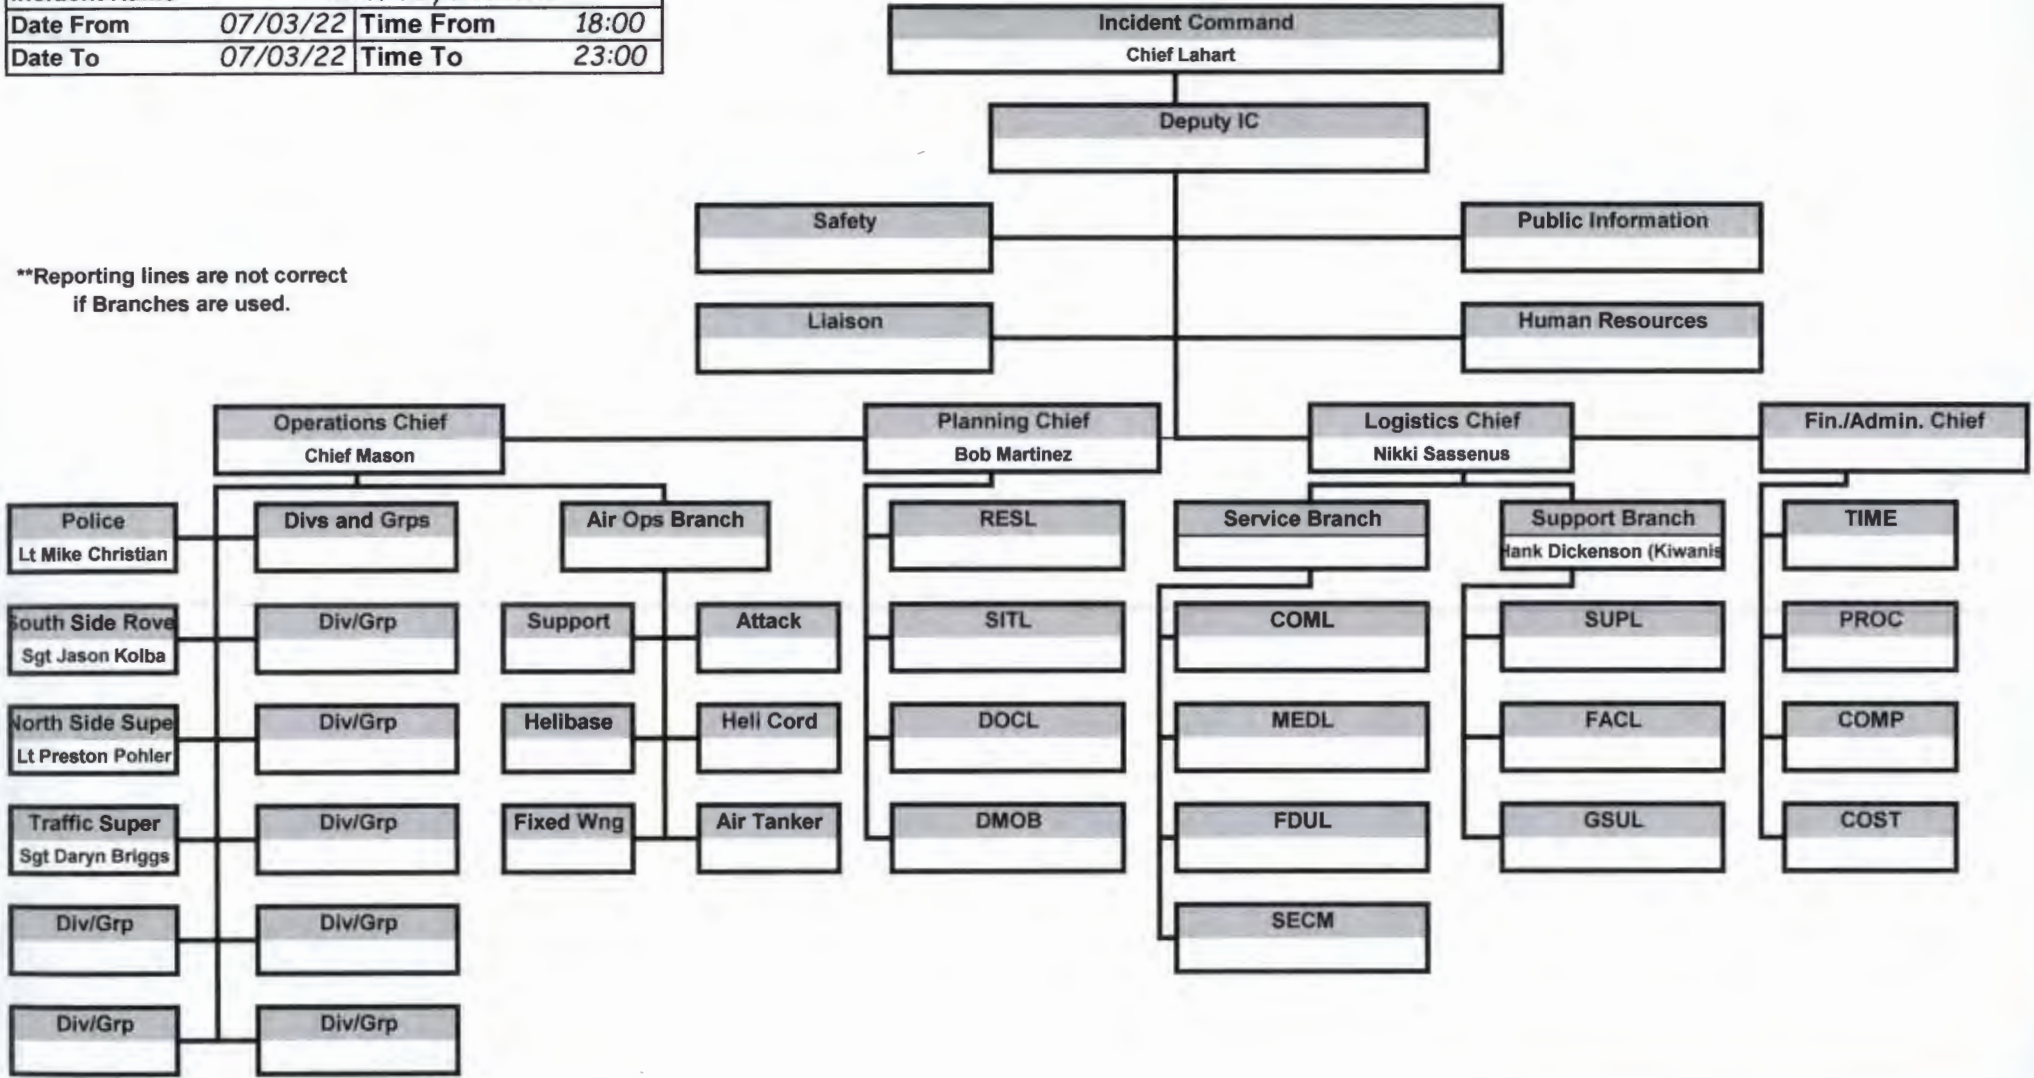 Date From 07/03/22 Time From 18:00
Date To 07/03/22 Time To 23:00
Incident Command
Chief Lahart
Deputy IC
Safety
Public Information
**Reporting lines are not correct
if Branches are used.
Liaison
Human Resources
Operations Chief
Chief Mason
Planning Chief
Bob Martinez
Logistics Chief
Nikki Sassenus
Fin./Admin. Chief
Police
Lt Mike Christian
Divs and Grps
Air Ops Branch
RESL
Service Branch
Support Branch
Dickenson (Kiwanis
TIME
South Side Rove
Sgt Jason Kolba
Div/Grp
Support
Attack
SITL
COML
SUPL
PROC
North Side Supe
Lt Preston Pohler
Div/Grp
Helibase
Heli Cord
DOCL
MEDL
FACL
COMP
Traffic Super
Sgt Daryn Briggs
Div/Grp
Fixed Wng
Air Tanker
DMOB
FDUL
GSUL
COST
Div/Grp
Div/Grp
SECM
Div/Grp
Div/Grp